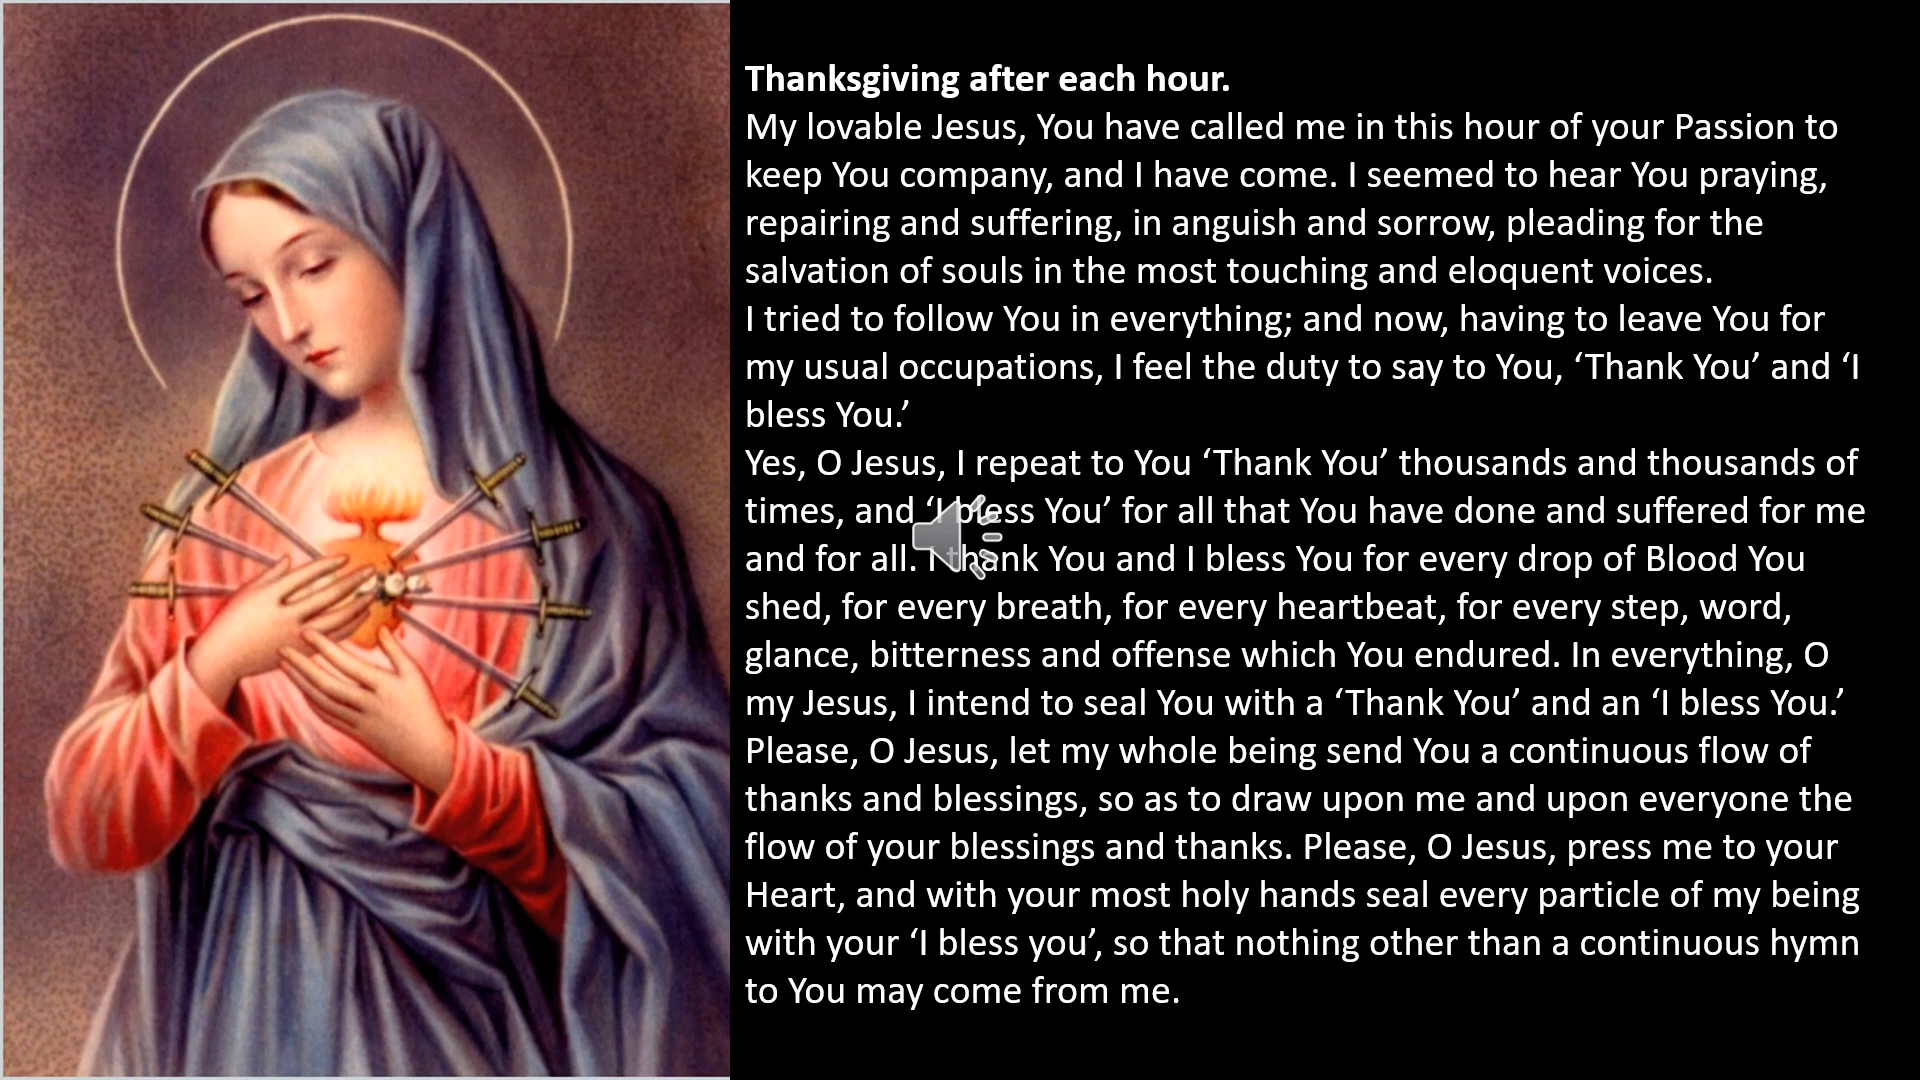 Thanksgiving after each hour.
My lovable Jesus, You have called me in this hour of your Passion to
keep You company, and I have come. I seemed to hear You praying,
repairing and suffering, in anguish and sorrow, pleading for the
salvation of souls in the most touching and eloquent voices.
I tried to follow You in everything; and now, having to leave You for
my usual occupations, I feel the duty to say to You, ‘Thank You’ and ‘I
bless You.’
Yes, O Jesus, I repeat to You ‘Thank You’ thousands and thousands of
times, and ‘I bless You’ for all that You have done and suffered for me
and for all. I thank You and I bless You for every drop of Blood You
shed, for every breath, for every heartbeat, for every step, word,
glance, bitterness and offense which You endured. In everything, O
my Jesus, I intend to seal You with a ‘Thank You’ and an ‘I bless You.’
Please, O Jesus, let my whole being send You a continuous flow of
thanks and blessings, so as to draw upon me and upon everyone the
flow of your blessings and thanks. Please, O Jesus, press me to your
Heart, and with your most holy hands seal every particle of my being
with your ‘I bless you’, so that nothing other than a continuous hymn
to You may come from me.